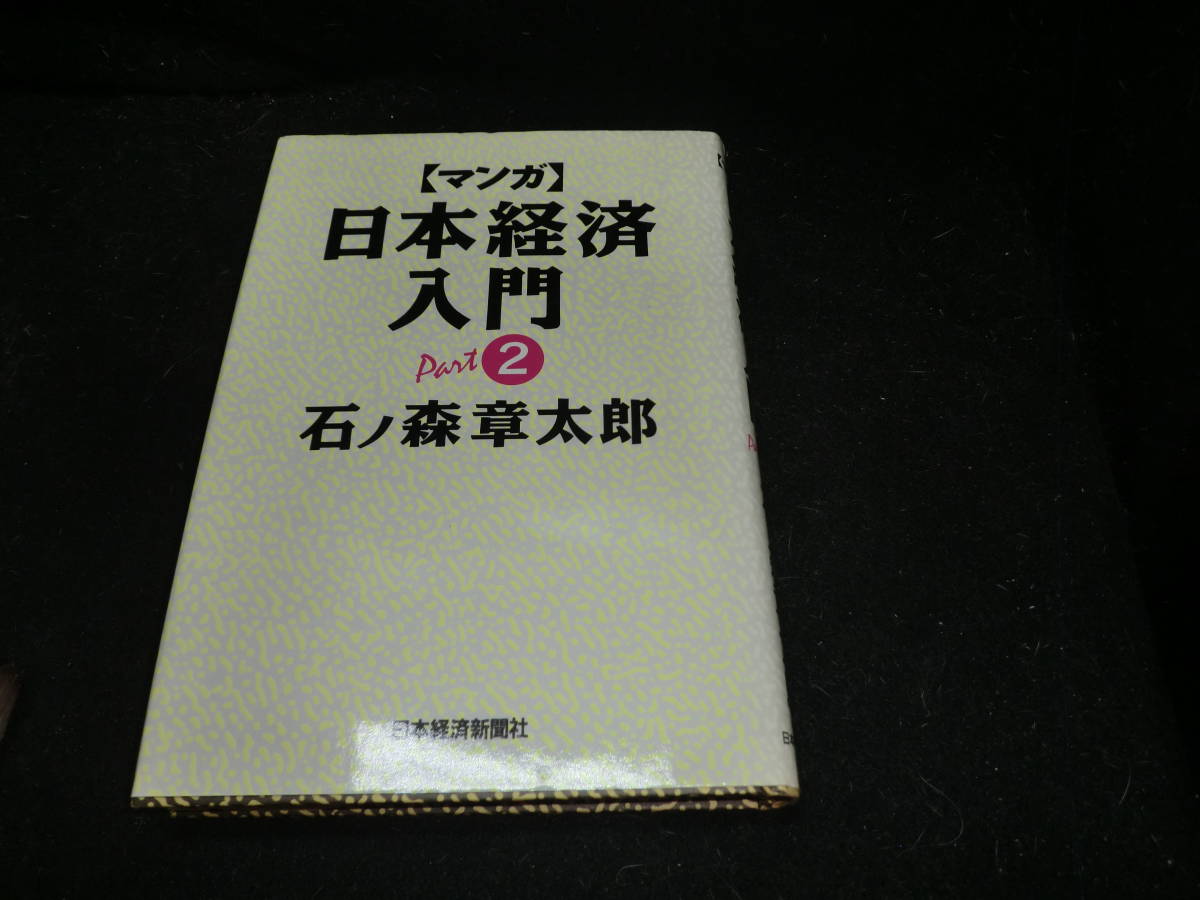 【マンガ】
日本経済
入門
Part 2
石ノ森章太郎
日本経済新聞社